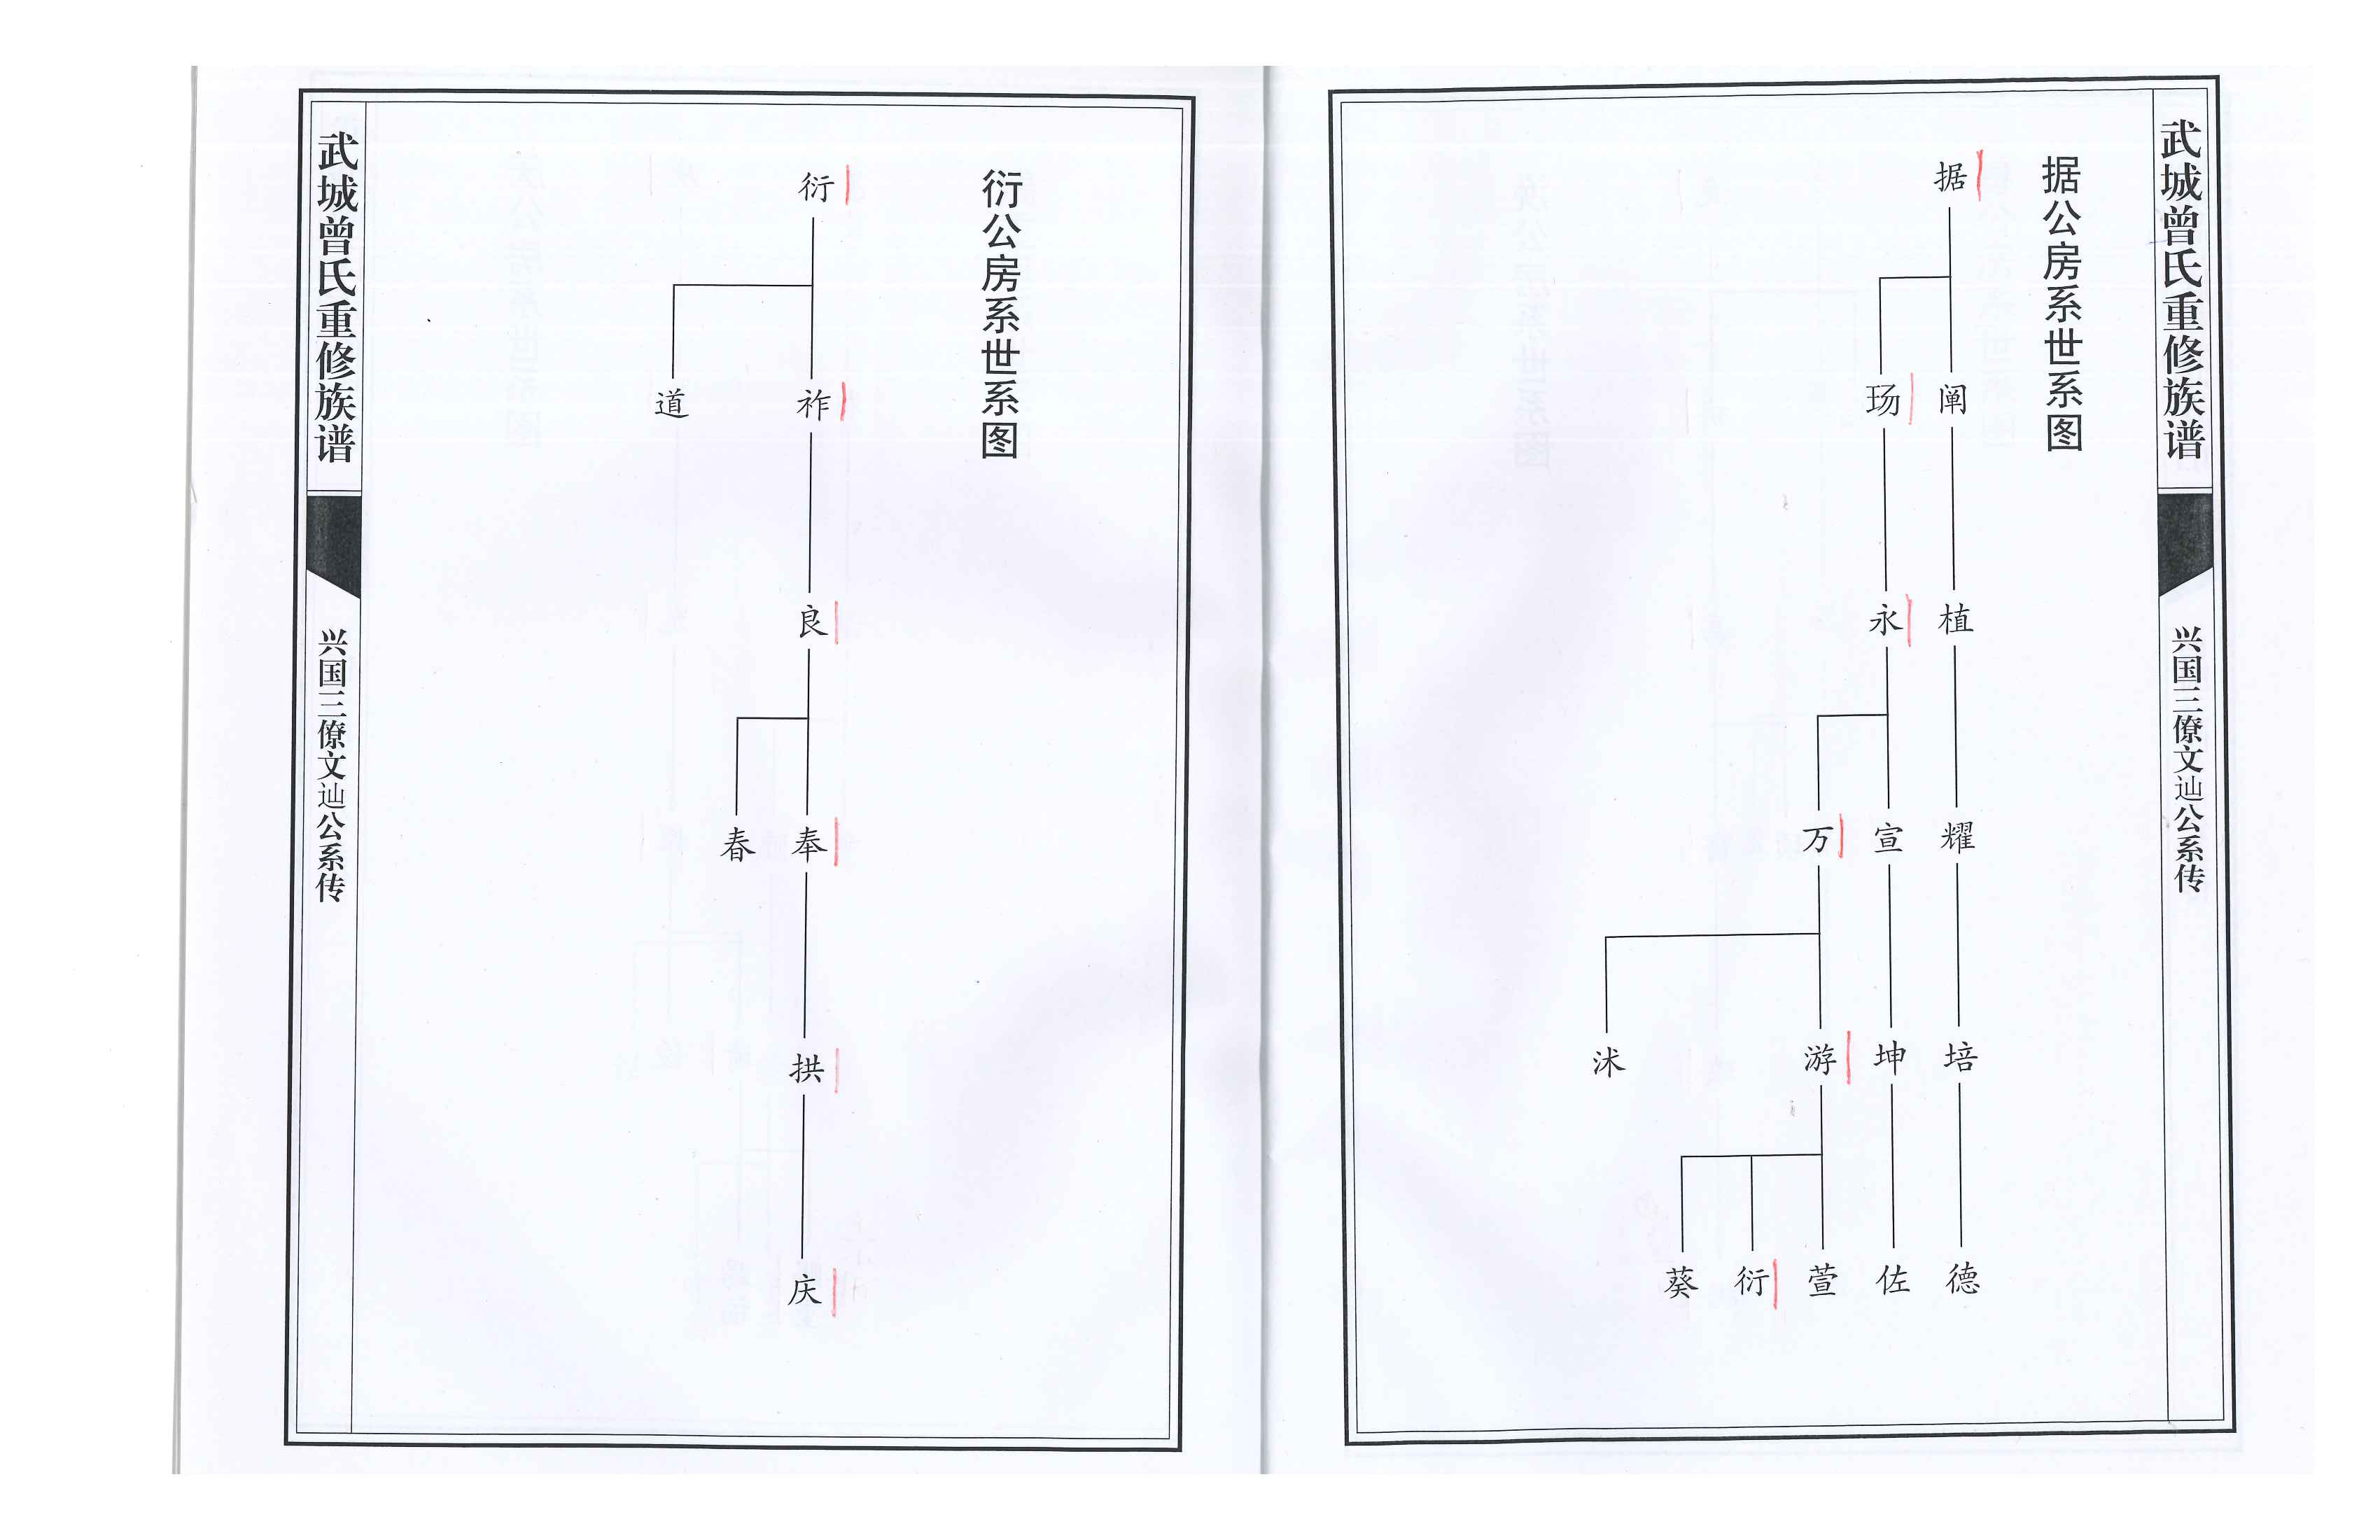 武城曾氏重修族谱
兴国三僚文辿公系传
据公房系世系图
据
阐
玚
植
永
耀
宣
万
培
坤
游
沭
德
佐
萱
衍
葵
衍公房系世系图
衍
祚
道
良
奉
春
拱
庆
武城曾氏重修族谱
兴国三僚文辿公系传